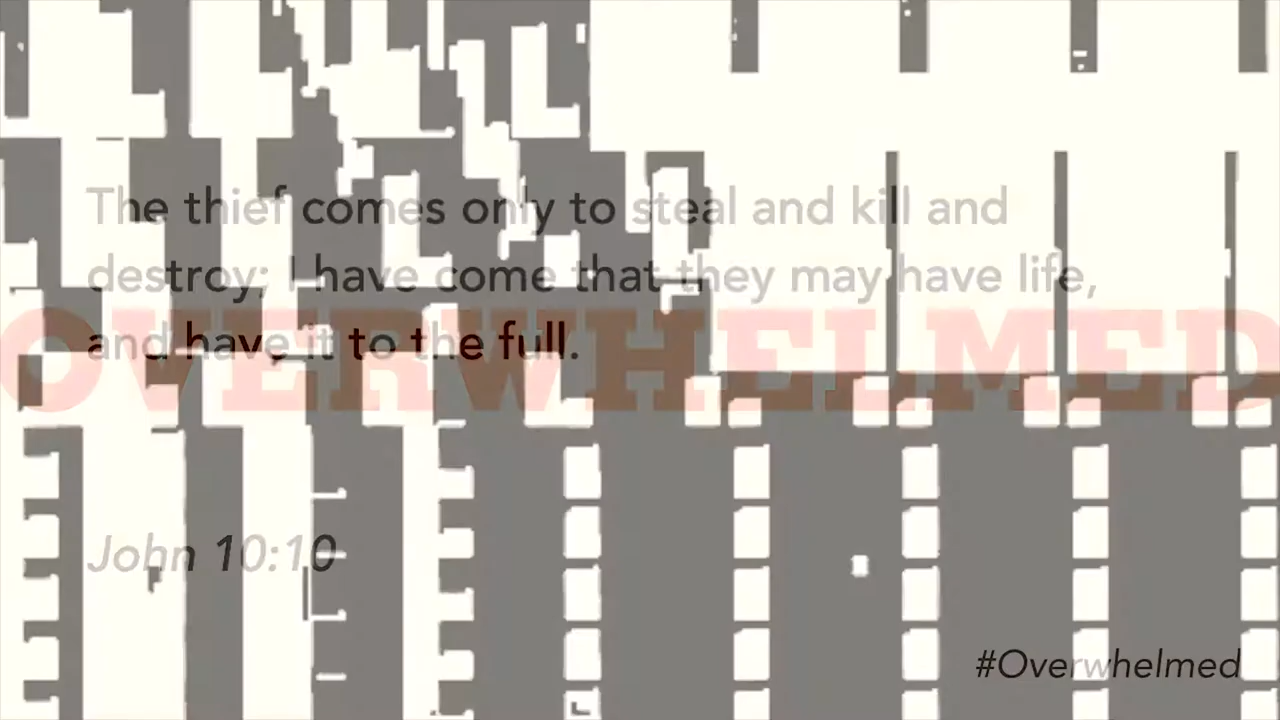 The thief comes only to steal and kill and
destroy; I have come that they may have life,
and have it to the full.
OVERWHELMED
John 10:10
#Overwhelmed